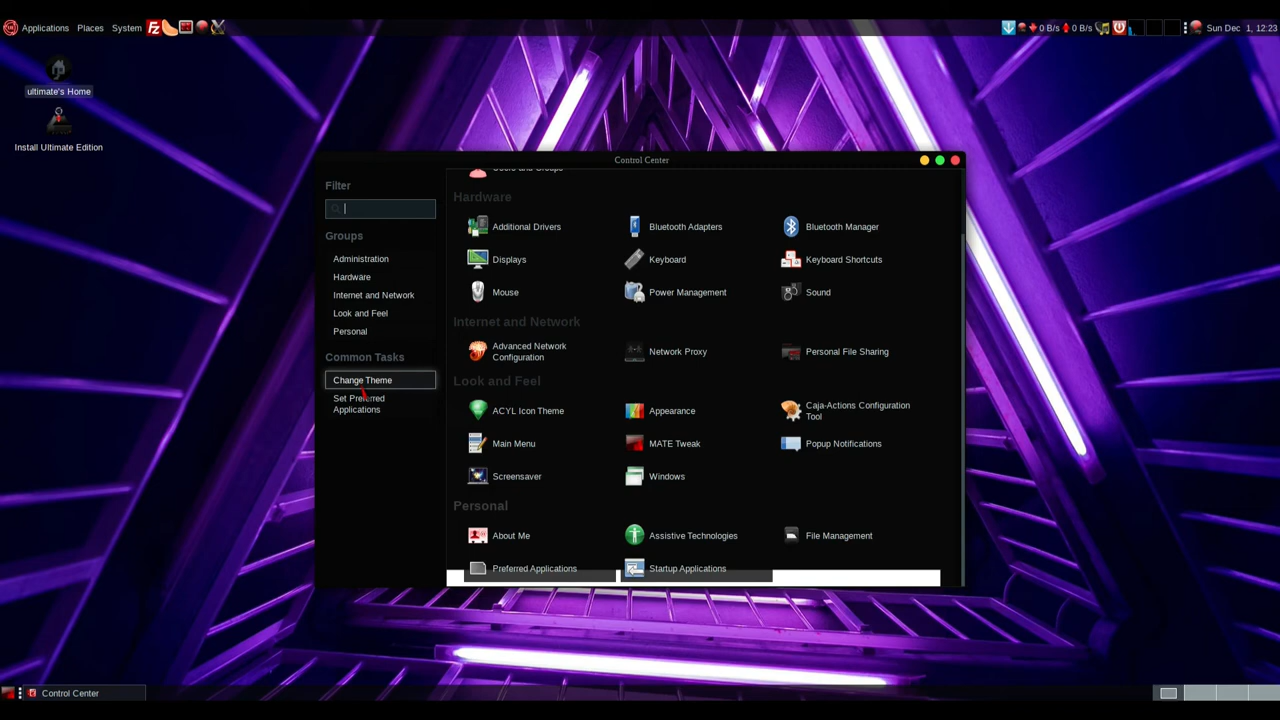 Applications Places System
0 B/s 0 B/s Sun Dec 1, 12:23
ultimate's Home
Install Ultimate Edition
Control Center
Filter
Groups
Administration
Hardware
Internet and Network
Look and Feel
Personal
Common Tasks
Change Theme
Set Preferred
Applications
Users and Groups
Hardware
Additional Drivers
Bluetooth Adapters
Bluetooth Manager
Displays
Keyboard
Keyboard Shortcuts
Mouse
Power Management
Sound
Internet and Network
Advanced Network
Configuration
Network Proxy
Personal File Sharing
Look and Feel
ACYL Icon Theme
Appearance
Caja-Actions Configuration
Tool
Main Menu
MATE Tweak
Popup Notifications
Screensaver
Windows
Personal
About Me
Assistive Technologies
File Management
Preferred Applications
Startup Applications
Control Center